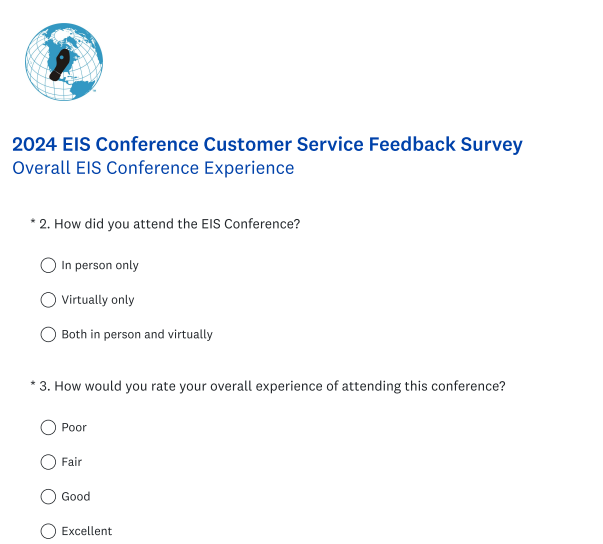 2024 EIS Conference Customer Service Feedback Survey
Overall EIS Conference Experience
* 2. How did you attend the EIS Conference?
In person only
Virtually only
Both in person and virtually
* 3. How would you rate your overall experience of attending this conference?
Poor
Fair
Good
Excellent